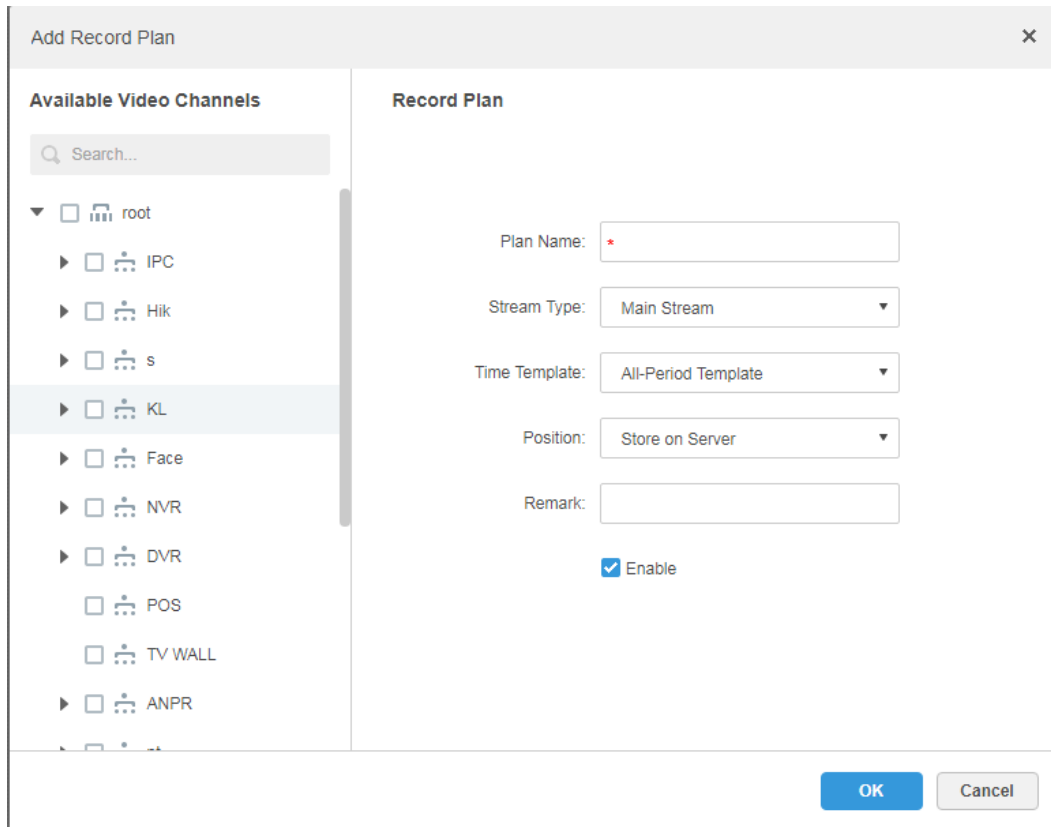 Add Record Plan
Available Video Channels
Search...
root
IPC
Hik
s
KL
Face
NVR
DVR
POS
TV WALL
ANPR
Record Plan
Plan Name: *
Stream Type: Main Stream
Time Template: All-Period Template
Position: Store on Server
Remark:
Enable
OK Cancel